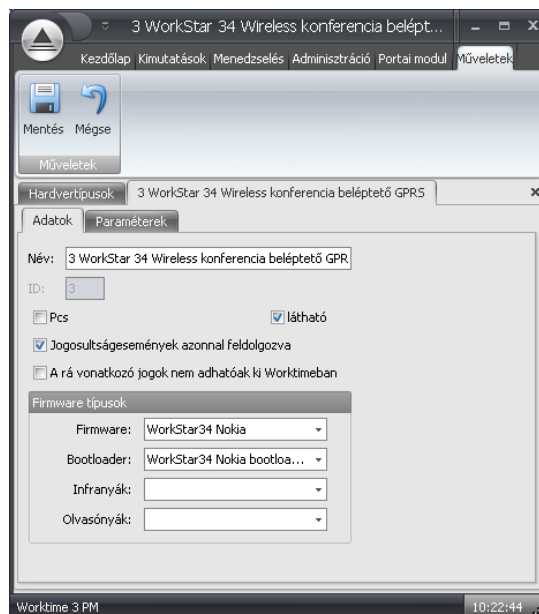 3 WorkStar 34 Wireless konferencia belépt...
Kezdőlap Kimutatások Menedzselés Adminisztráció Portai modul Műveletek
Mentés Mégse
Műveletek
Hardvertípusok 3 WorkStar 34 Wireless konferencia beléptető GPRS
Adatok Paraméterek
Név: 3 WorkStar 34 Wireless konferencia beléptető GPR
ID: 3
Pcs látható
Jogosultságesemények azonnal feldolgozva
A rá vonatkozó jogok nem adhatóak ki Worktimeban
Firmware típusok
Firmware: WorkStar34 Nokia
Bootloader: WorkStar34 Nokia bootloa...
Infranyák:
Olvasónyák:
Worktime 3 PM 10:22:44